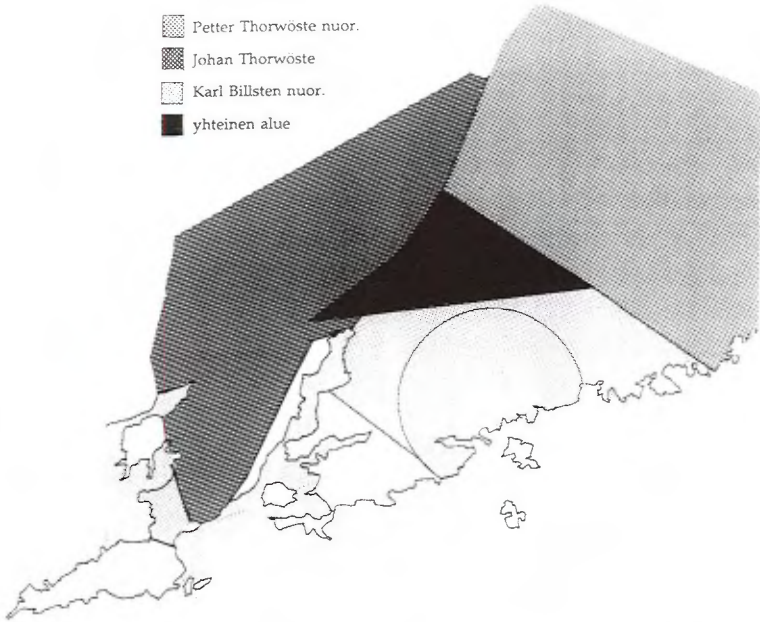 Petter Thorwöste nuor.
Johan Thorwöste
Karl Billsten nuor.
yhteinen alue